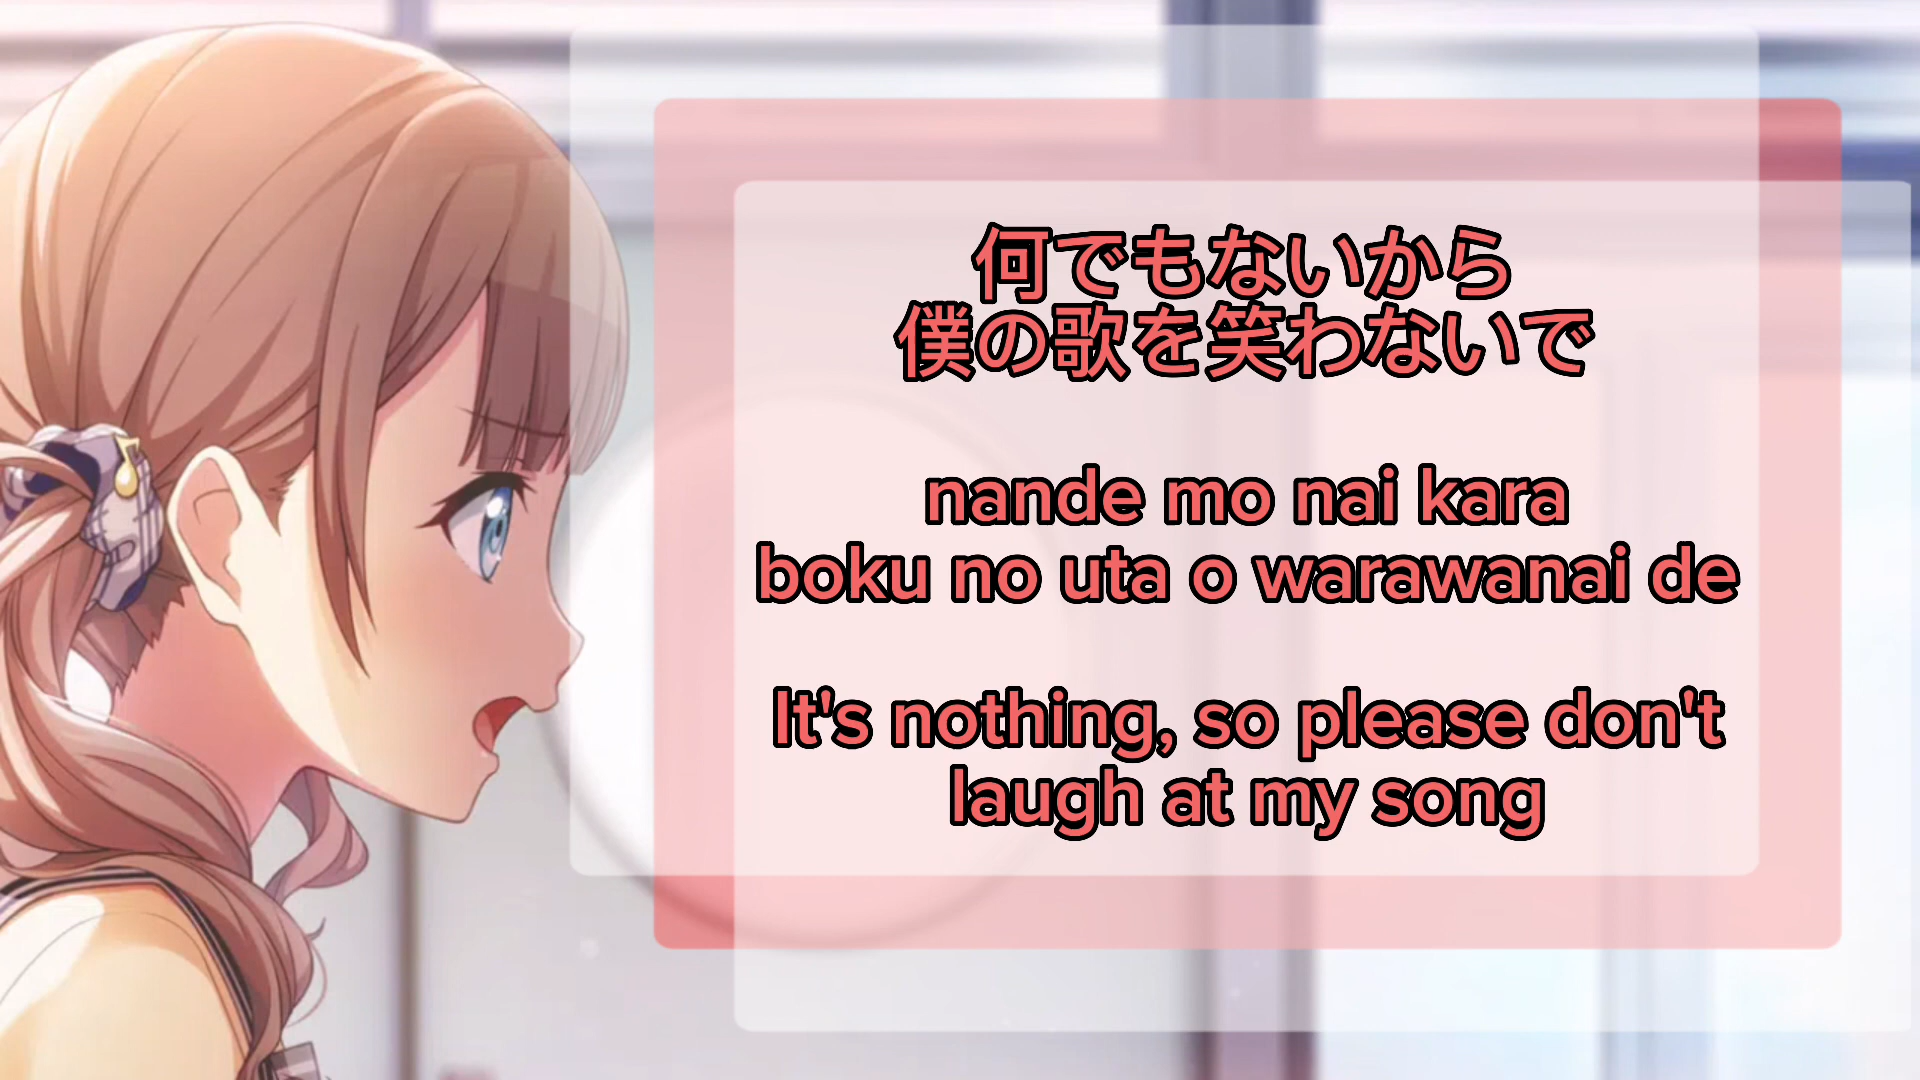 何でもないから
僕の歌を笑わないで
nande mo nai kara
boku no uta o warawanai de
It's nothing, so please don't
laugh at my song